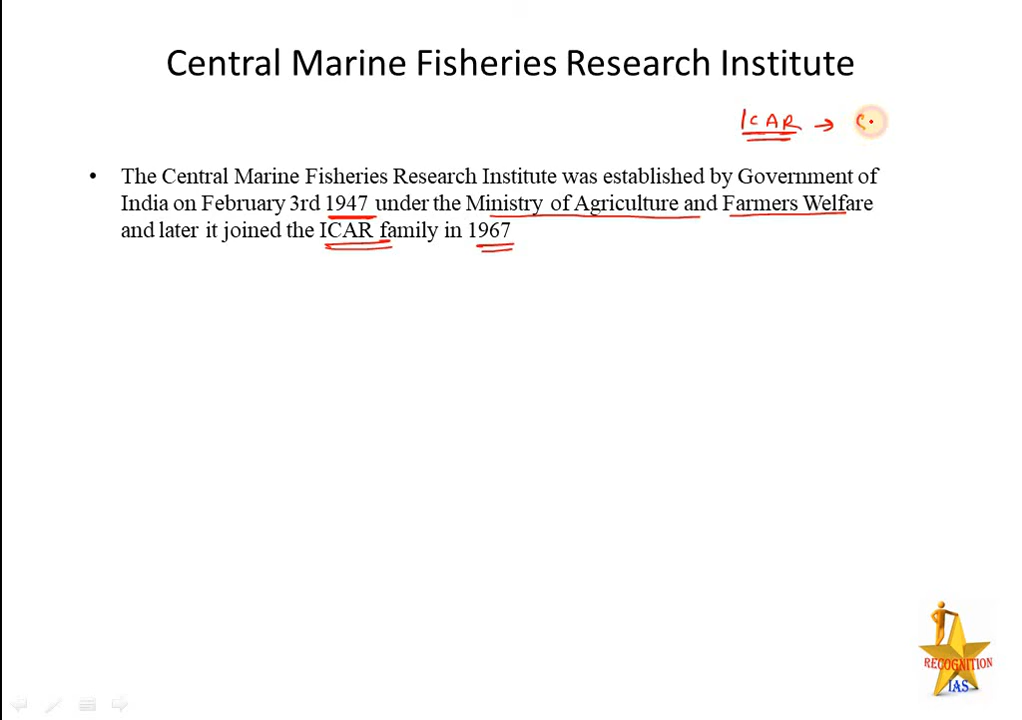 Central Marine Fisheries Research Institute
ICAR →
• The Central Marine Fisheries Research Institute was established by Government of
India on February 3rd 1947 under the Ministry of Agriculture and Farmers Welfare
and later it joined the ICAR family in 1967
RECOGNITION
IAS